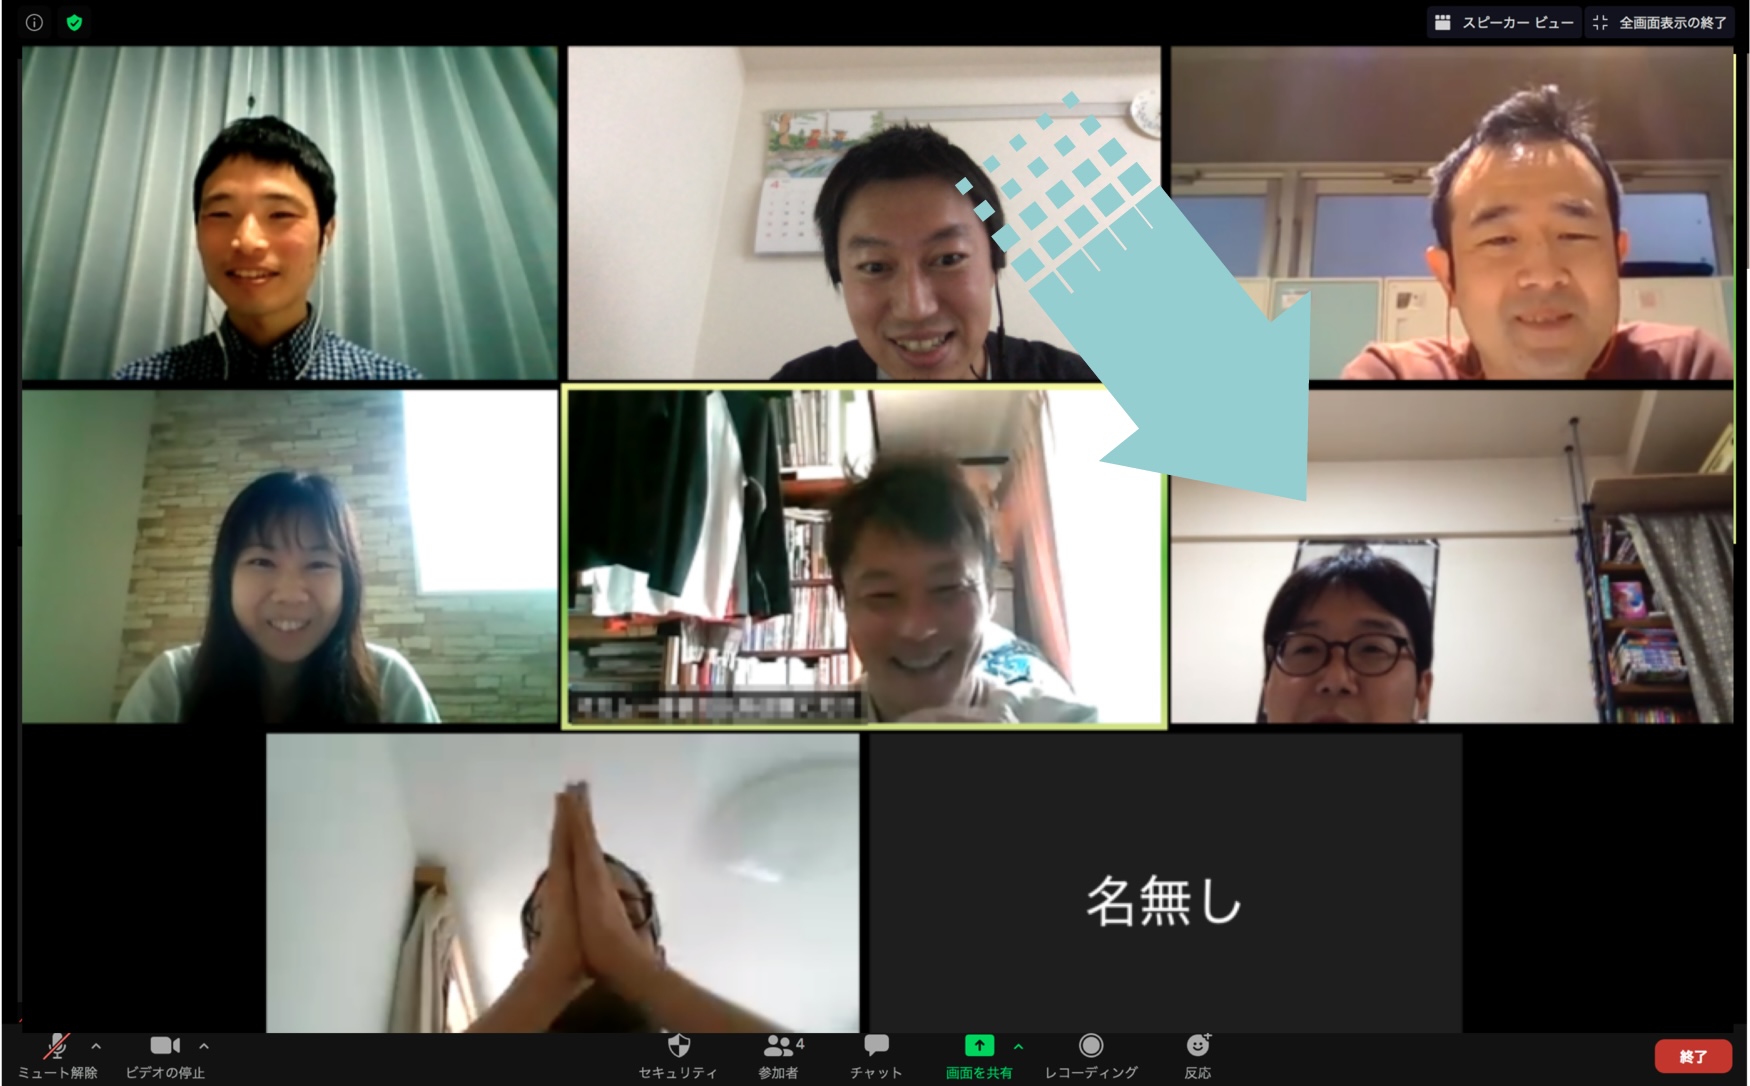 スピーカー ビュー
全画面表示の終了
名無し
ミュート解除
ビデオの停止
セキュリティ
参加者
4
チャット
画面を共有
レコーディング
反応
終了